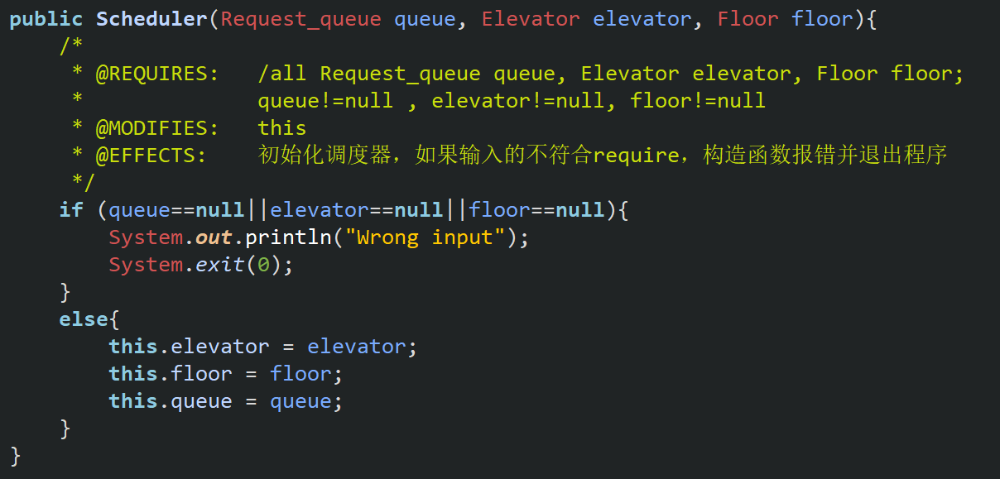 public Scheduler(Request_queue queue, Elevator elevator, Floor floor){
    /*
     * @REQUIRES:   /all Request_queue queue, Elevator elevator, Floor floor;
     *              queue!=null , elevator!=null, floor!=null
     * @MODIFIES:   this
     * @EFFECTS:    初始化调度器，如果输入的不符合require，构造函数报错并退出程序
     */
    if (queue==null||elevator==null||floor==null){
        System.out.println("Wrong input");
        System.exit(0);
    }
    else{
        this.elevator = elevator;
        this.floor = floor;
        this.queue = queue;
    }
}